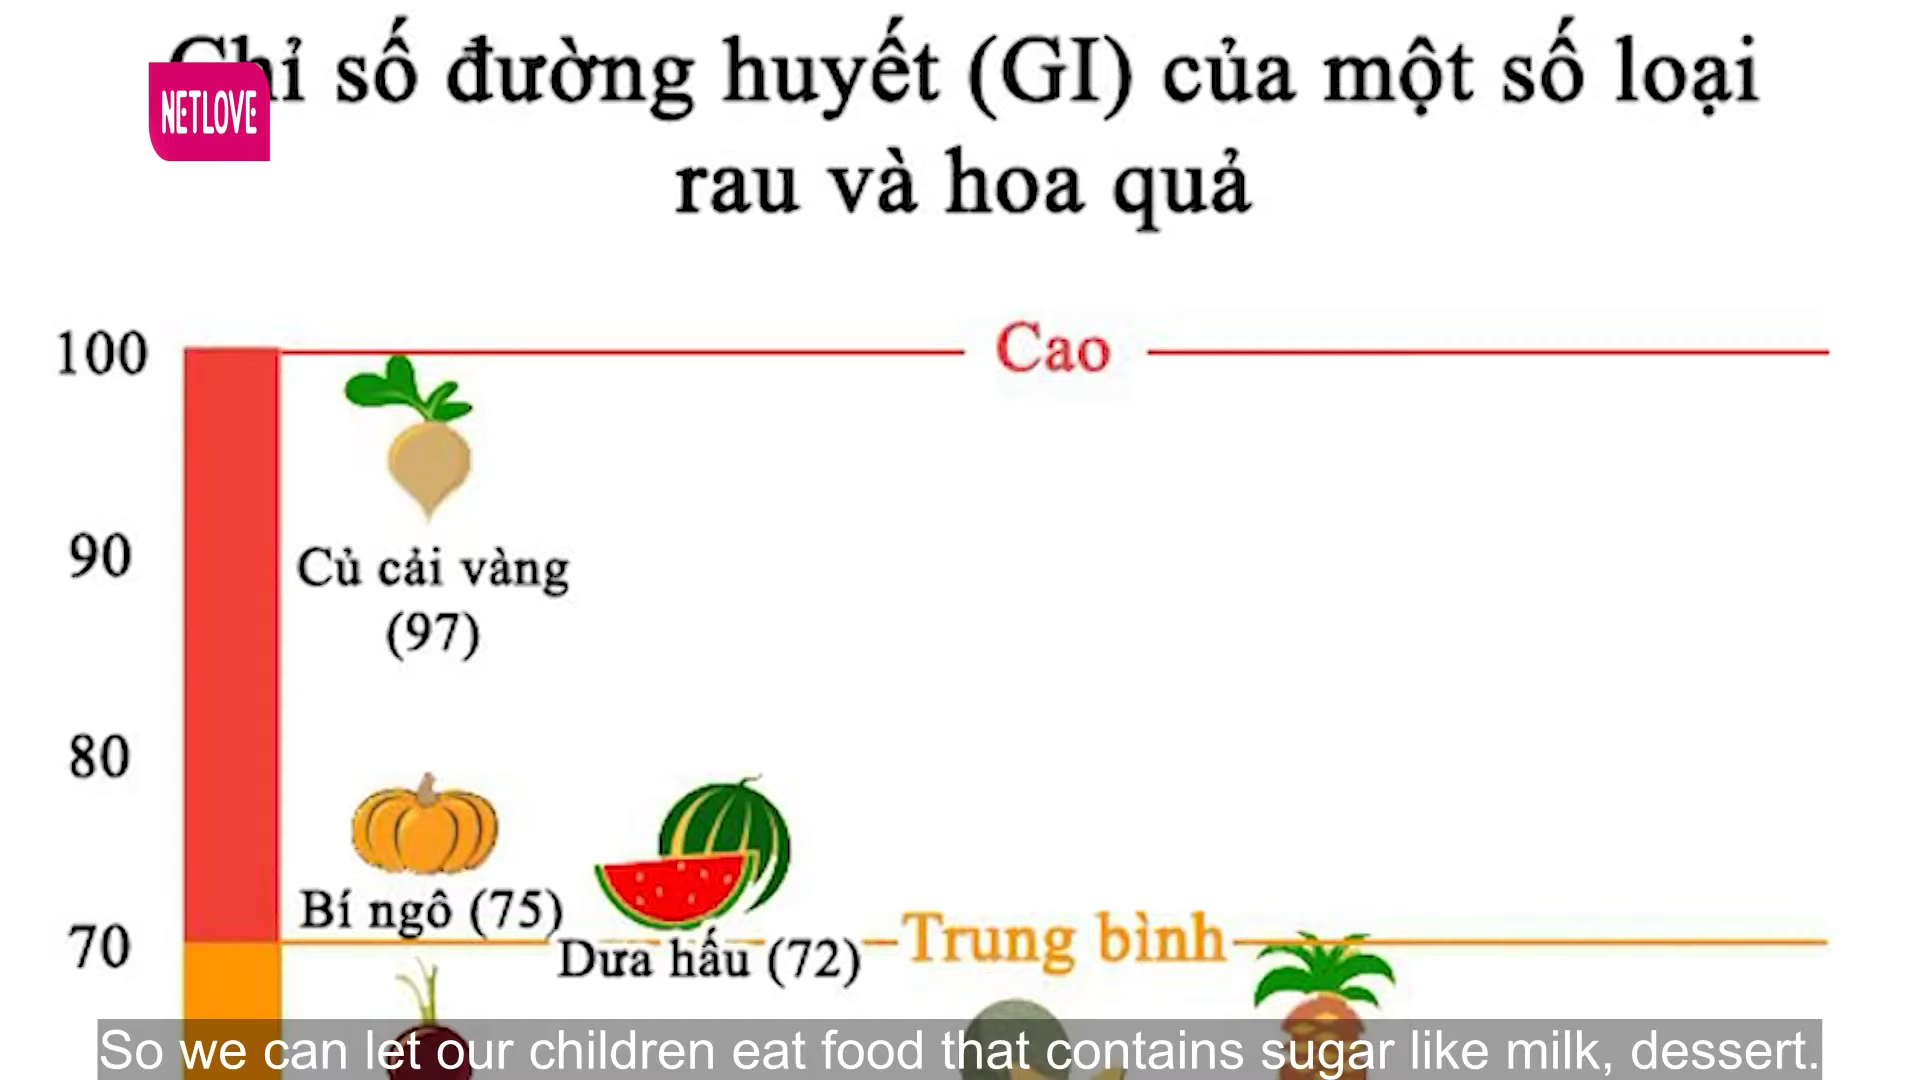 Chỉ số đường huyết (GI) của một số loại
rau và hoa quả
NETLOVE
100
Cao
90
Củ cải vàng
(97)
80
Bí ngô (75)
70
Dưa hấu (72)
Trung bình
So we can let our children eat food that contains sugar like milk, dessert.